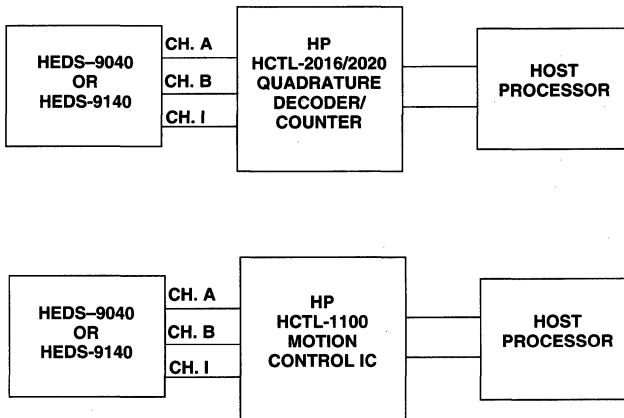 HEDS–9040
OR
HEDS-9140
CH. A
CH. B
CH. I
HP
HCTL-2016/2020
QUADRATURE
DECODER/
COUNTER
HOST
PROCESSOR
HEDS–9040
OR
HEDS-9140
CH. A
CH. B
CH. I
HP
HCTL-1100
MOTION
CONTROL IC
HOST
PROCESSOR